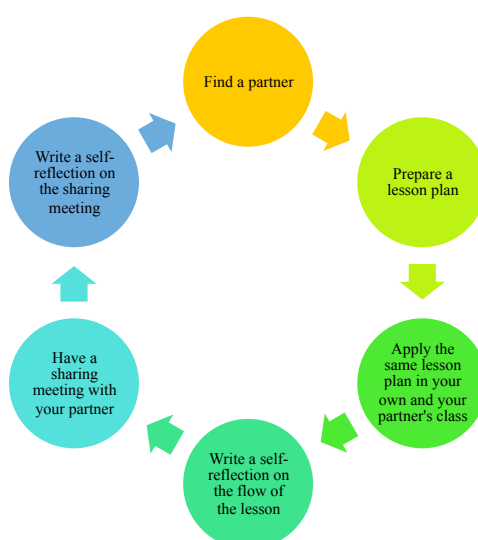 Find a partner
Prepare a
lesson plan
Apply the
same lesson
plan in your
own and your
partner's class
Write a self-
reflection on
the flow of
the lesson
Have a
sharing
meeting with
your partner
Write a self-
reflection on
the sharing
meeting